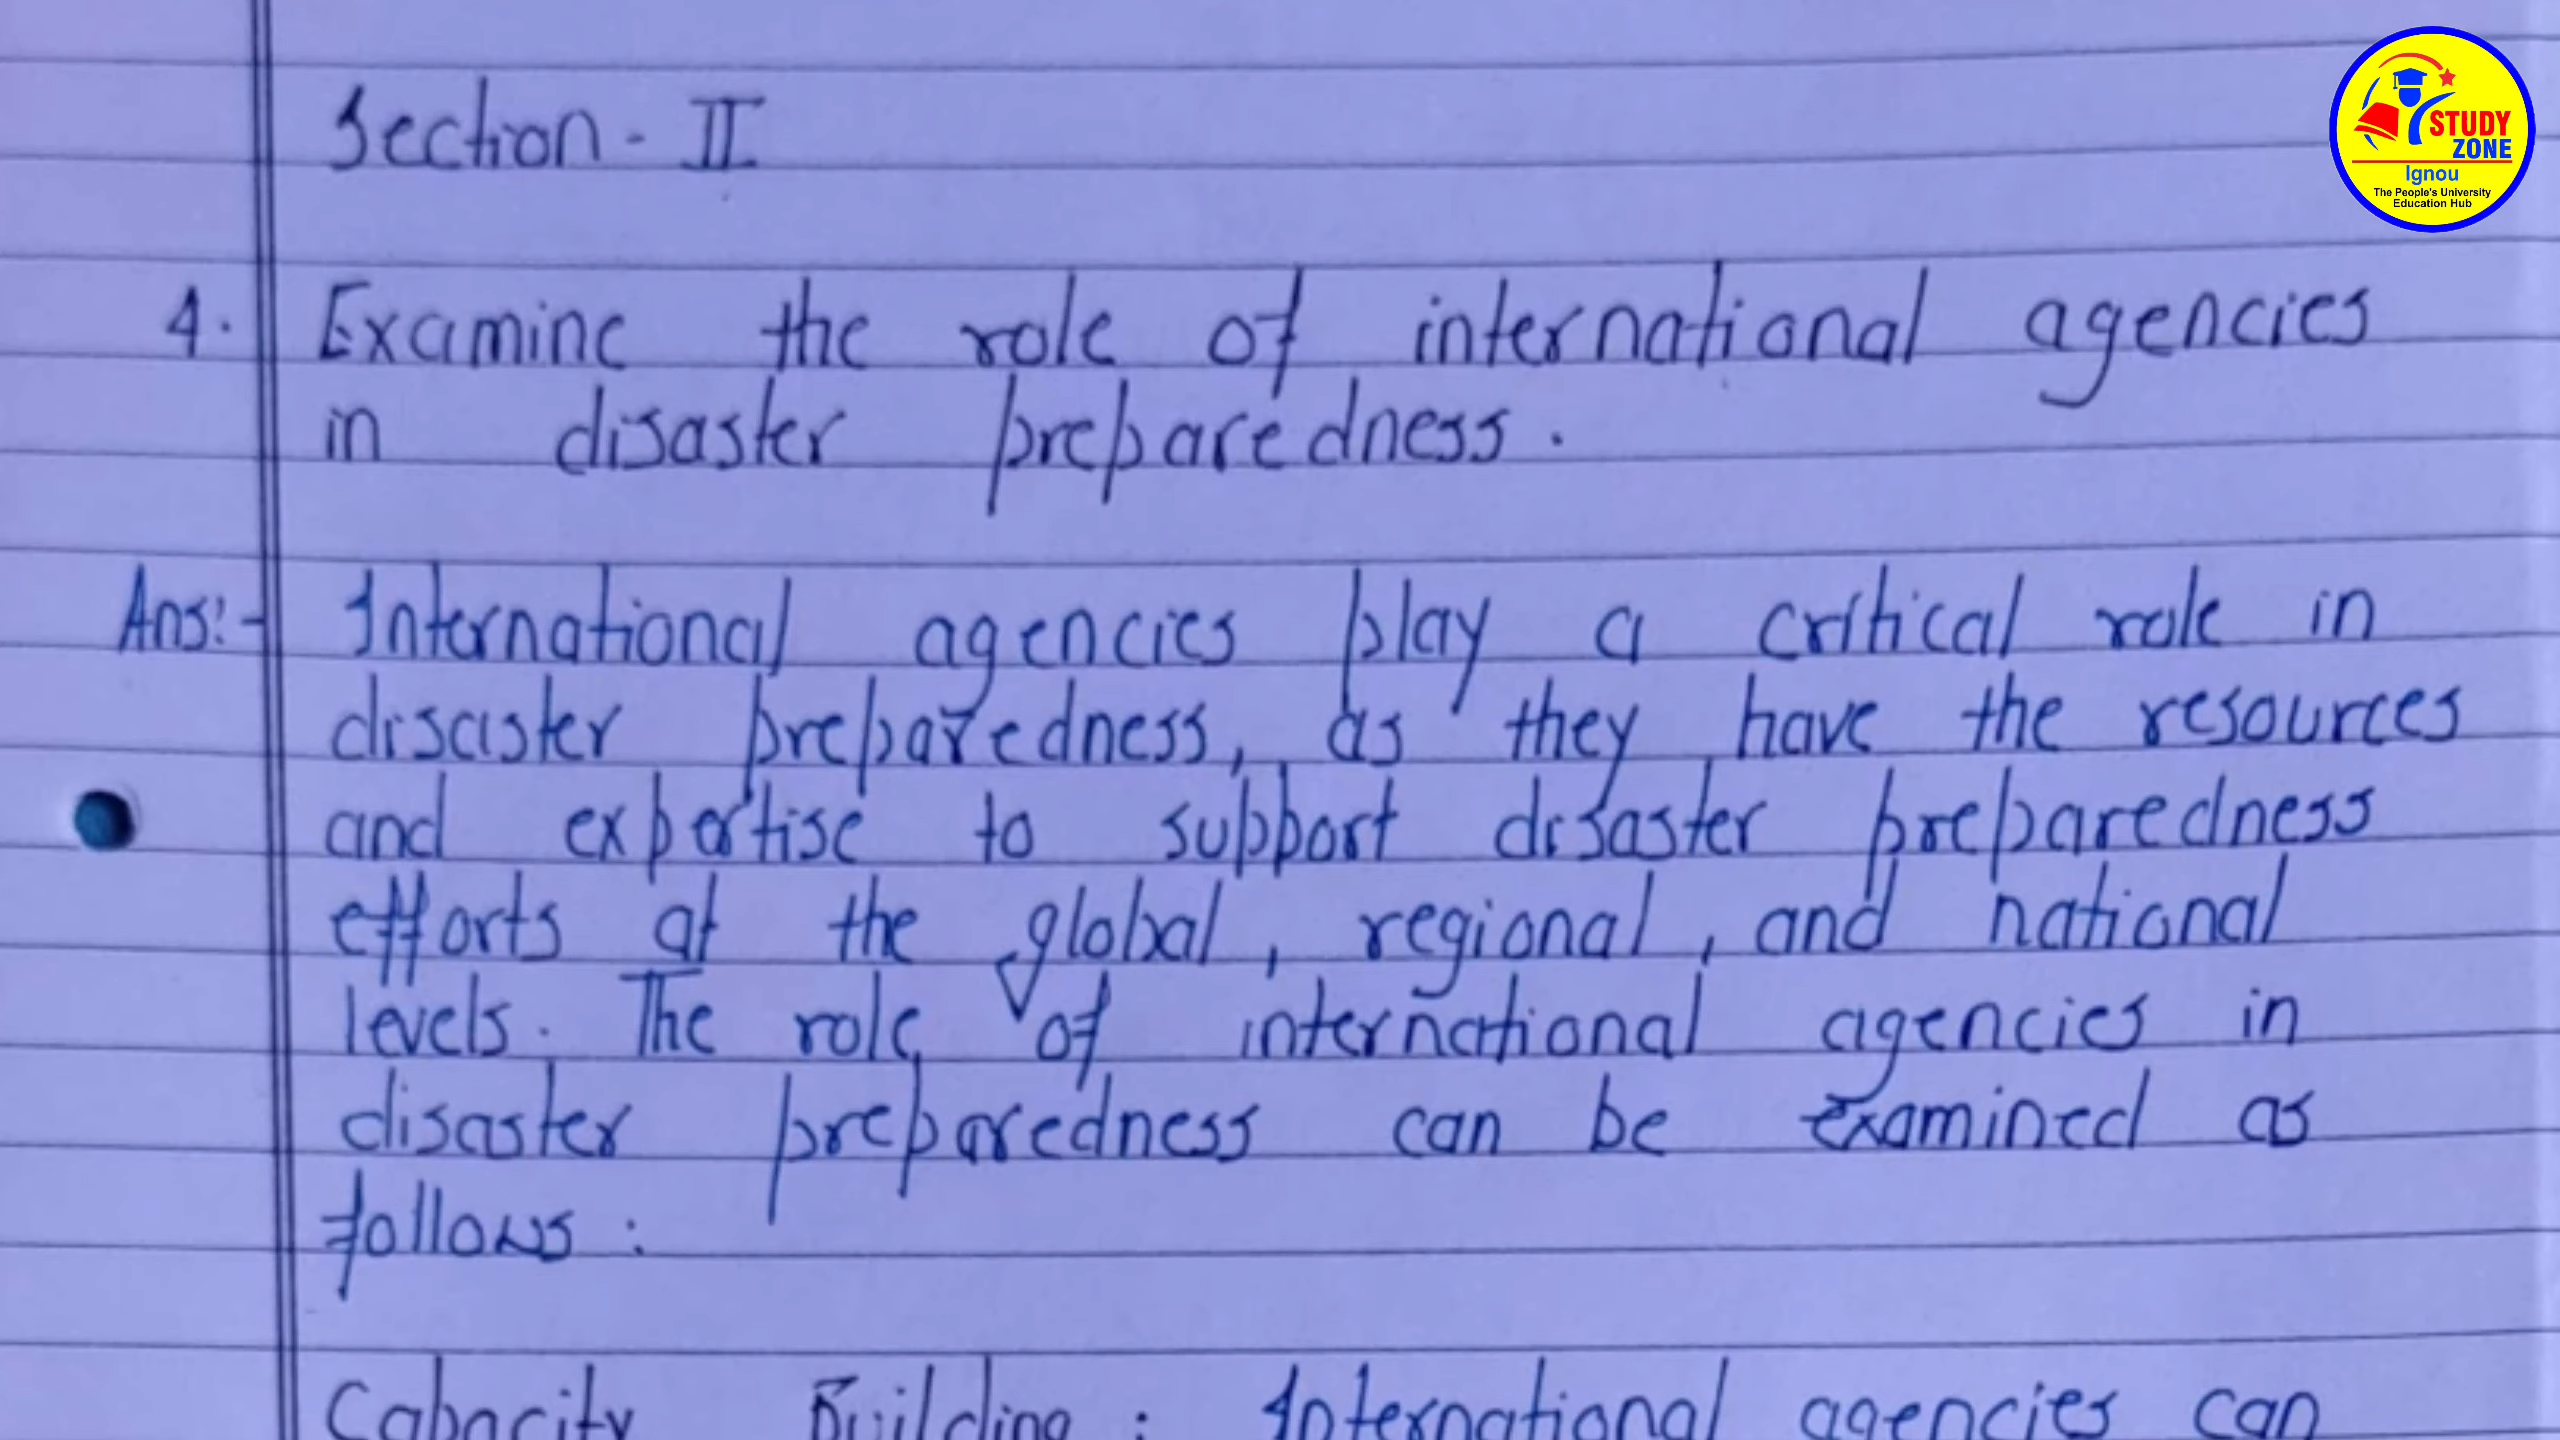 Section - II
4. Examine the role of international agencies
in disaster preparedness.
Ans:- International agencies play a critical role in
disaster preparedness, as they have the resources
and expertise to support disaster preparedness
efforts at the global, regional, and national
levels. The role of international agencies in
disaster preparedness can be examined as
follows :
Capacity Building : International agencies can
STUDY
ZONE
Ignou
The People's University
Education Hub